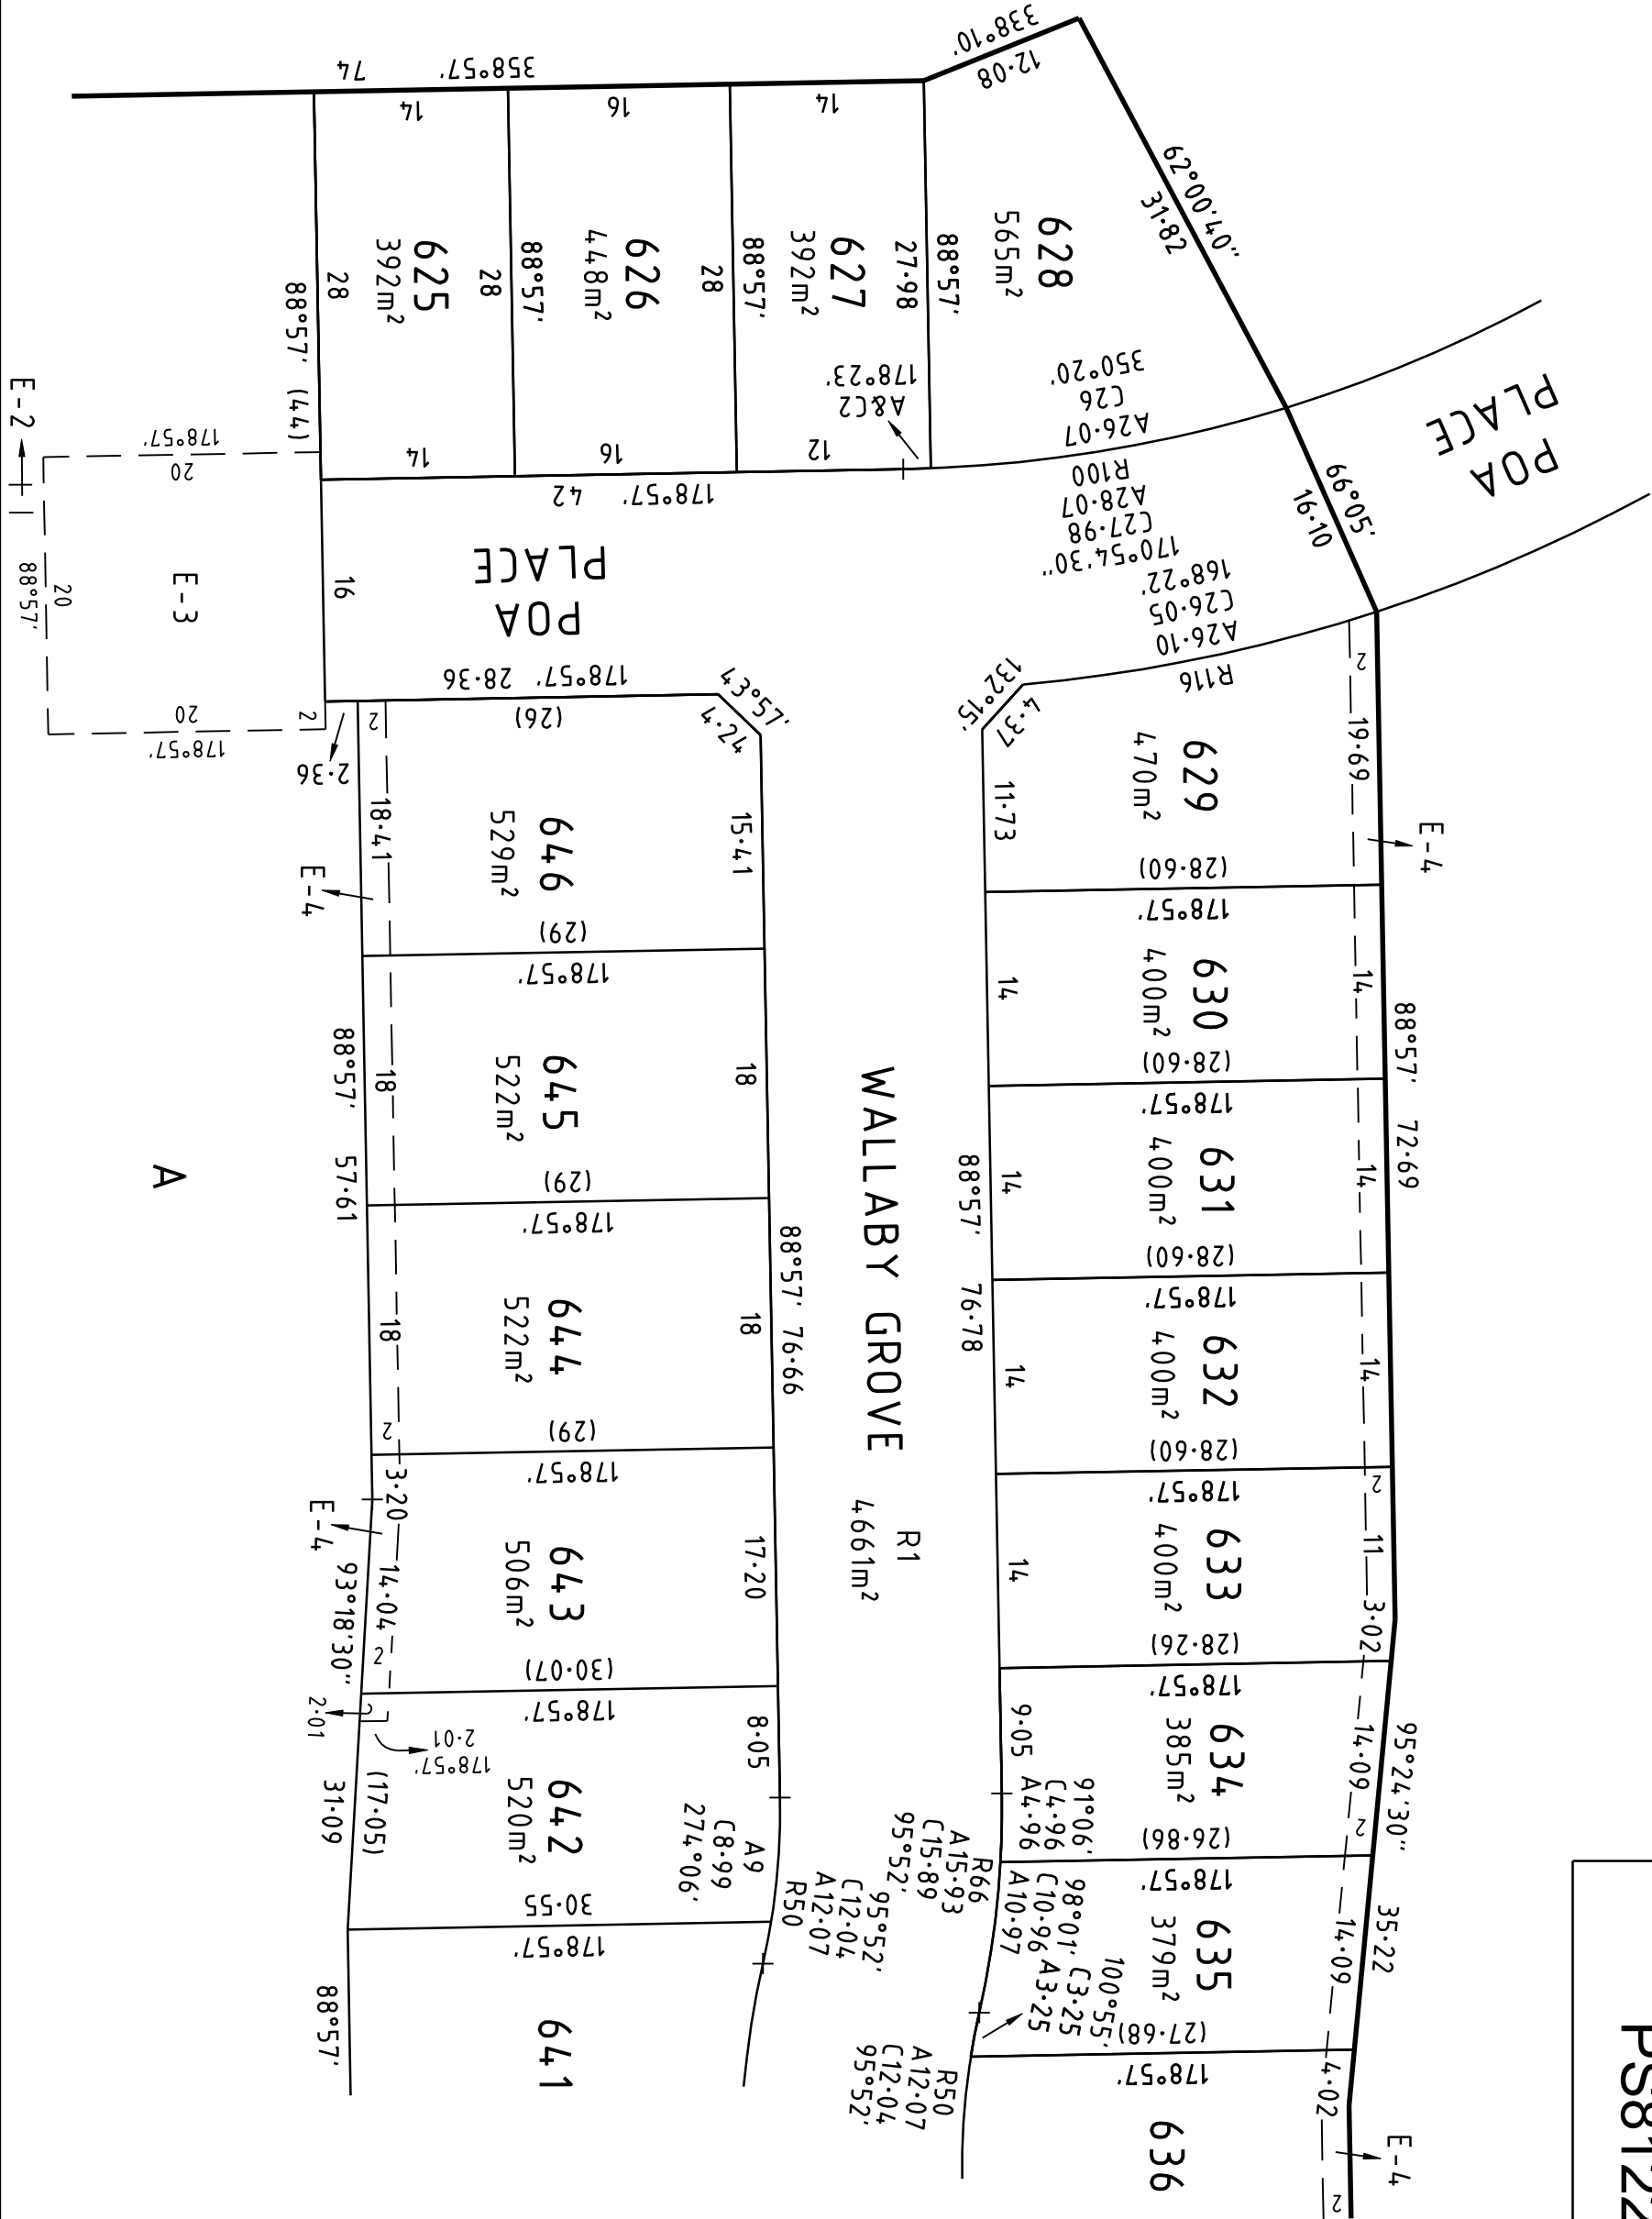 338°10'
12·08
358°57'
74
14
16
14
62°00'40"
31·82
628
565m²
88°57'
27·98
627
392m²
88°57'
28
626
448m²
88°57'
28
625
392m²
28
88°57' (44)
178°23'
A&C2
12
16
14
178°57' 42
350°20'
C26
A26·07
R100
A28·07
C27·98
170°54'30"
168°22'
C26·05
A26·10
R116
66°05'
16·10
POA
PLACE
POA
PLACE
16
E-2
178°57'
20
E-3
20
88°57'
20
178°57'
2
2·36
178°57' 28·36
(26)
43°57'
4·24
132°15'
4·37
2
18·41
E-4
646
529m²
15·41
(29)
178°57'
645
522m²
18
18
(29)
178°57'
88°57' 57·61
644
522m²
18
18
2
(29)
178°57'
88°57' 76·66
3·20
E-4
14·04
93°18'30"
643
506m²
17·20
2
(30·07)
178°57'
2·01
2·01
178°57'
31·09
(17·05)
642
520m²
8·05
A9
C8·99
274°06'
30·55
178°57'
88°57'
641
95°52'
C12·04
A12·07
R50
WALLABY GROVE
R1
4661m²
A
629
470m²
11·73
2
19·69
E-4
(28·60)
178°57'
630
400m²
14
14
(28·60)
178°57'
88°57' 72·69
631
400m²
14
14
(28·60)
178°57'
88°57' 76·78
632
400m²
14
14
(28·60)
178°57'
2
633
400m²
14
11
3·02
(28·26)
178°57'
634
385m²
9·05
14·09
2
95°24'30" 35·22
91°06'
C4·96
A4·96
(26·86)
178°57'
R66
A15·93
C15·89
95°52'
635
379m²
14·09
98°01'
C10·96
A10·97
100°55'
C3·25
A3·25
(27·68)
178°57'
R50
A12·07
C12·04
95°52'
4·02
636
E-4
2